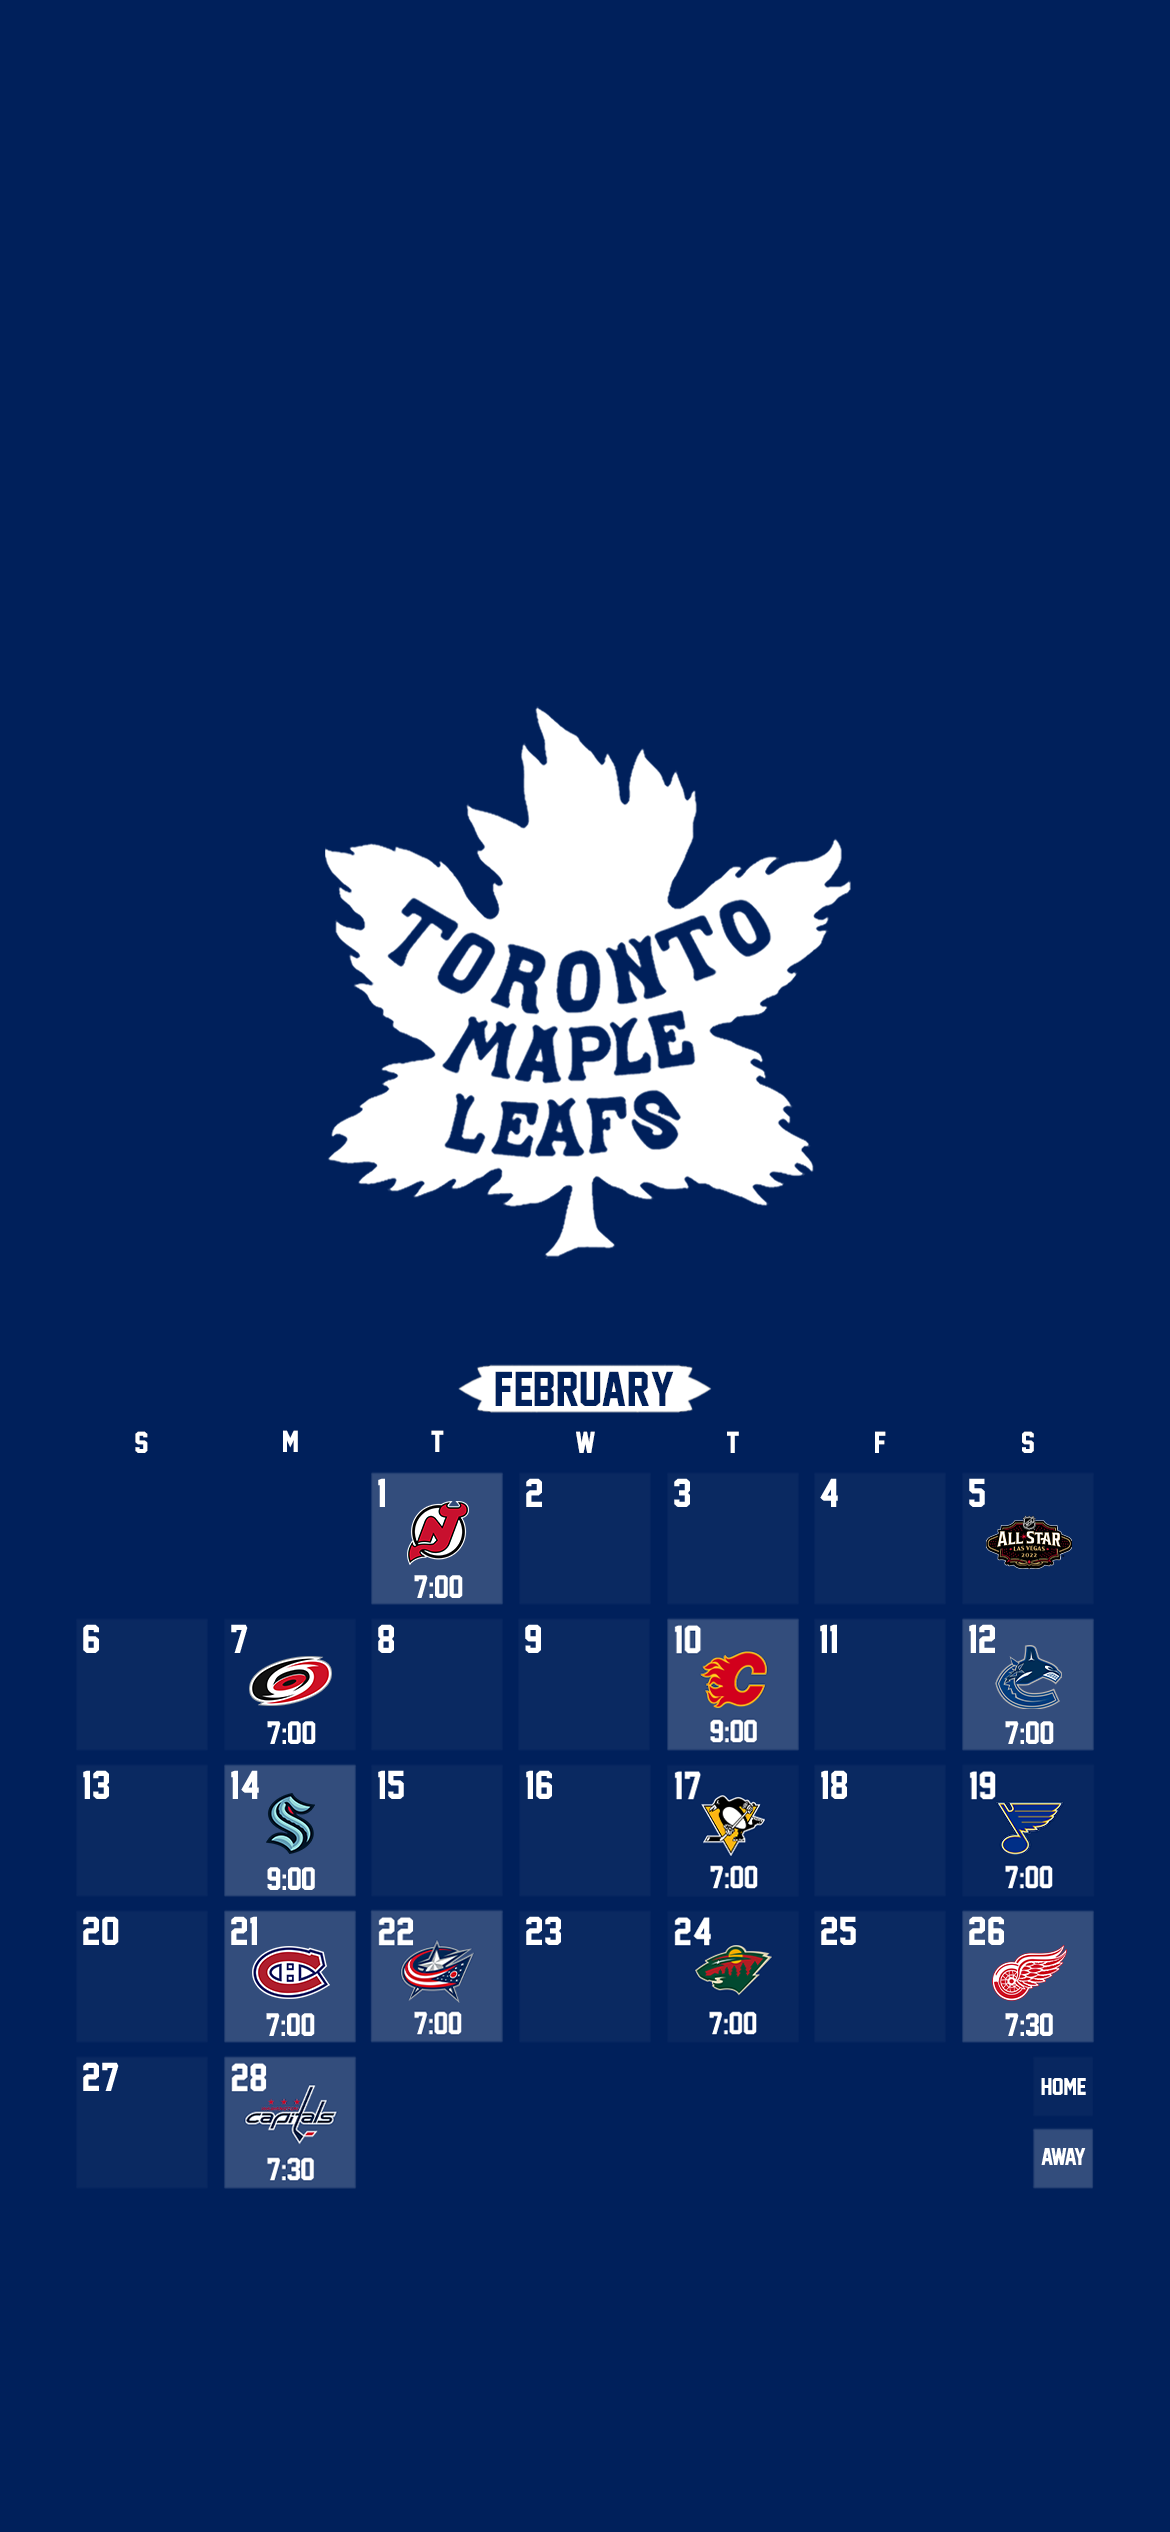 TORONTO
MAPLE
LEAFS
FEBRUARY
S M T W T F S
1 2 3 4 5
ALL STAR
LAS VEGAS
2022
7:00
6 7 8 9 10 11 12
7:00 9:00 7:00
13 14 15 16 17 18 19
9:00 7:00 7:00
20 21 22 23 24 25 26
7:00 7:00 7:00 7:30
27 28
capitals
7:30
HOME
AWAY